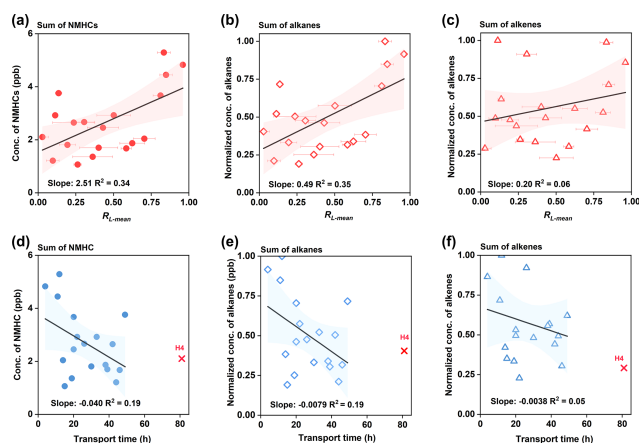 (a)
Sum of NMHCs
Conc. of NMHCs (ppb)
6
4
2
0
Slope: 2.51 R² = 0.34
0.00 0.25 0.50 0.75 1.00
R_L-mean
(b)
Sum of alkanes
Normalized conc. of alkanes
1.00
0.75
0.50
0.25
0.00
Slope: 0.49 R² = 0.35
0.00 0.25 0.50 0.75 1.00
R_L-mean
(c)
Sum of alkenes
Normalized conc. of alkenes
1.00
0.75
0.50
0.25
0.00
Slope: 0.20 R² = 0.06
0.00 0.25 0.50 0.75 1.00
R_L-mean
(d)
Sum of NMHC
Conc. of NMHC (ppb)
6
4
2
0
H4
Slope: -0.040 R² = 0.19
0 20 40 60 80
Transport time (h)
(e)
Sum of alkanes
Normalized conc. of alkanes (ppb)
1.00
0.75
0.50
0.25
0.00
H4
Slope: -0.0079 R² = 0.19
0 20 40 60 80
Transport time (h)
(f)
Sum of alkenes
Normalized conc. of alkenes
1.00
0.75
0.50
0.25
0.00
H4
Slope: -0.0038 R² = 0.05
0 20 40 60 80
Transport time (h)